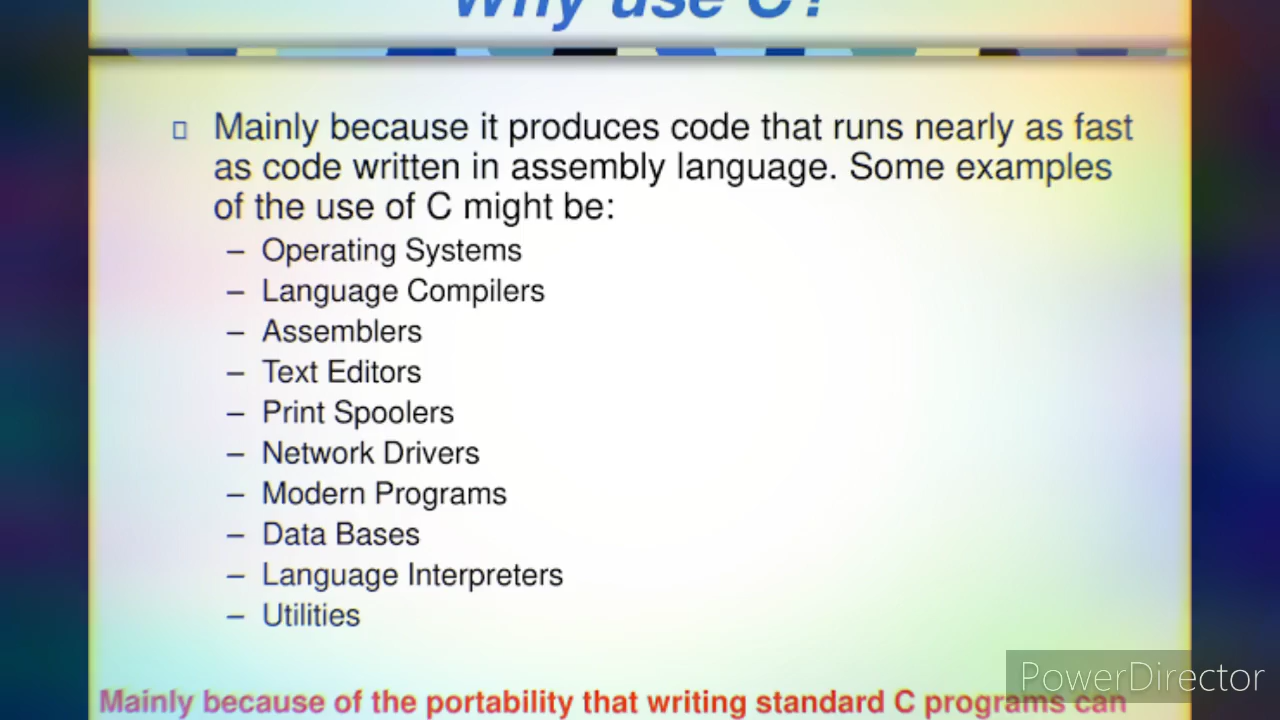 Why use C?
Mainly because it produces code that runs nearly as fast
as code written in assembly language. Some examples
of the use of C might be:
– Operating Systems
– Language Compilers
– Assemblers
– Text Editors
– Print Spoolers
– Network Drivers
– Modern Programs
– Data Bases
– Language Interpreters
– Utilities
Mainly because of the portability that writing standard C programs can
PowerDirector